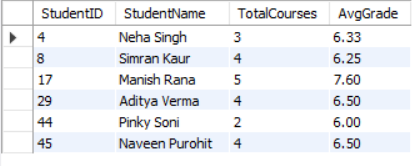 StudentID StudentName TotalCourses AvgGrade
4 Neha Singh 3 6.33
8 Simran Kaur 4 6.25
17 Manish Rana 5 7.60
29 Aditya Verma 4 6.50
44 Pinky Soni 2 6.00
45 Naveen Purohit 4 6.50